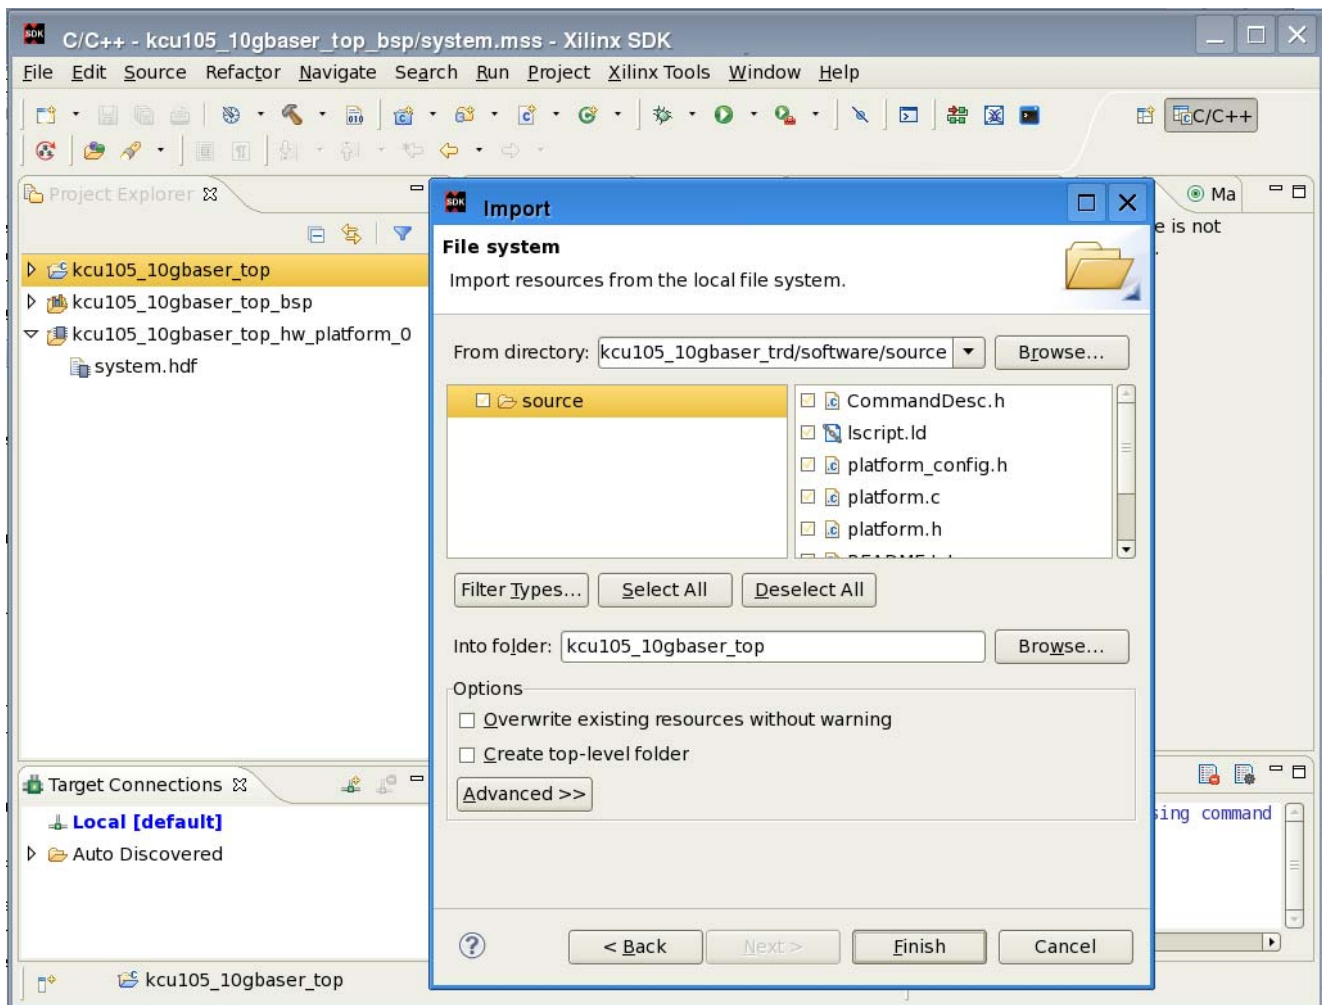 C/C++ - kcu105_10gbaser_top_bsp/system.mss - Xilinx SDK
File Edit Source Refactor Navigate Search Run Project Xilinx Tools Window Help
C/C++
Project Explorer
Ma
e is not
kcu105_10gbaser_top
kcu105_10gbaser_top_bsp
kcu105_10gbaser_top_hw_platform_0
system.hdf
SDK Import
File system
Import resources from the local file system.
From directory: kcu105_10gbaser_trd/software/source Browse...
source
CommandDesc.h
lscript.ld
platform_config.h
platform.c
platform.h
Filter Types... Select All Deselect All
Into folder: kcu105_10gbaser_top Browse...
Options
Overwrite existing resources without warning
Create top-level folder
Advanced >>
Target Connections
Local [default]
Auto Discovered
sing command
< Back Next > Finish Cancel
kcu105_10gbaser_top